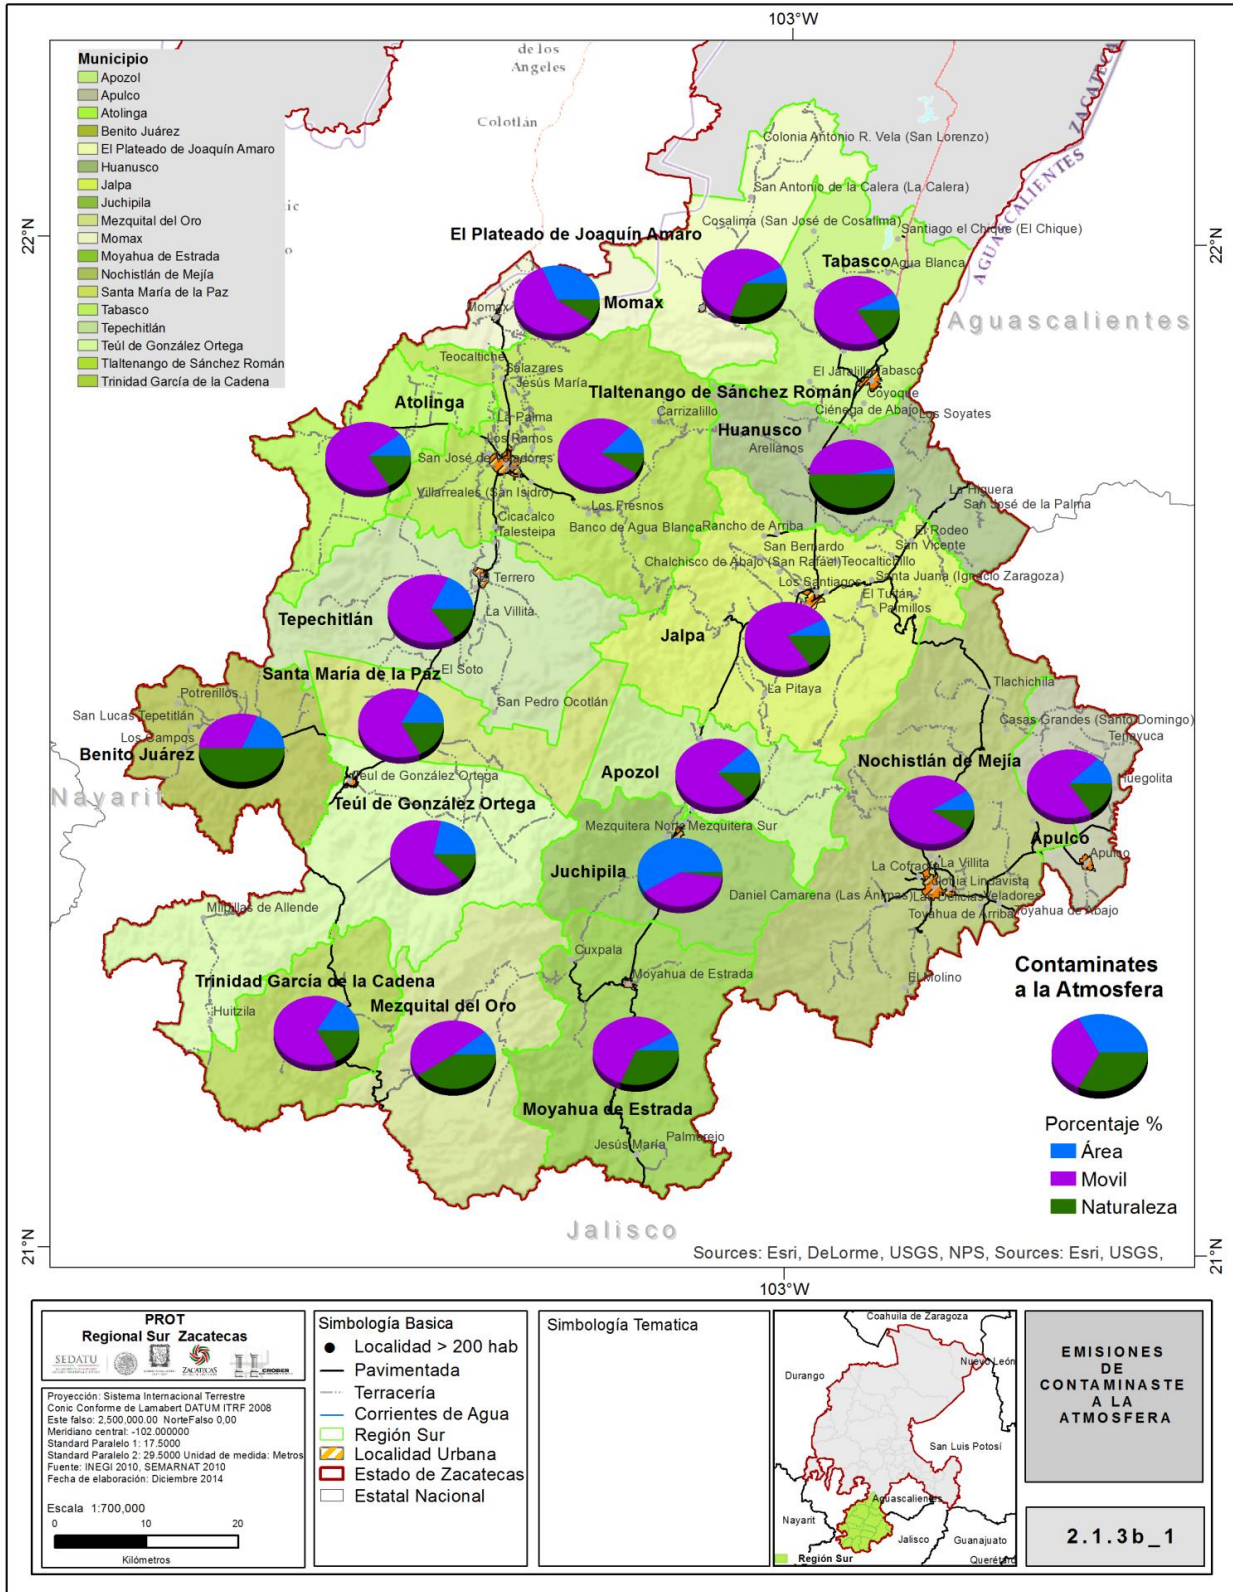 103°W
de los
Angeles
Colotlán
ZACATECA
AGUASCALIENTES
Municipio
Apozol
Apulco
Atolinga
Benito Juárez
El Plateado de Joaquín Amaro
Huanusco
Jalpa
Juchipila
Mezquital del Oro
Momax
Moyahua de Estrada
Nochistlán de Mejía
Santa María de la Paz
Tabasco
Tepechitlán
Teúl de González Ortega
Tlaltenango de Sánchez Román
Trinidad García de la Cadena
22°N
22°N
Colonia Antonio R. Vela (San Lorenzo)
San Antonio de la Calera (La Calera)
Cosalima (San José de Cosalima)
Santiago el Chique (El Chique)
El Plateado de Joaquín Amaro
Tabasco
Agua Blanca
Momax
Momax
Aguascalientes
Teocaltiche
Salazares
Jesús María
El Jaralillo
Tabasco
Tlaltenango de Sánchez Román
Coyoque
Atolinga
Carrizalillo
Ciénega de Abajo
Los Soyates
La Palma
Huanusco
Los Ramos
Arellanos
San José de Veladores
Villarreales (San Isidro)
La Higuera
Los Fresnos
San José de la Palma
Cicacalco
Banco de Agua Blanca
Rancho de Arriba
El Rodeo
Talesteipa
San Bernardo
San Vicente
Chalchisco de Abajo (San Rafael)
Teocaltichillo
Terrero
Los Santiagos
Santa Juana (Ignacio Zaragoza)
El Tuitán
La Villita
Palmillos
Tepechitlán
Jalpa
El Soto
Santa María de la Paz
La Pitaya
Tlachichila
Potrerillos
San Pedro Ocotlán
San Lucas Tepetitlán
Casas Grandes (Santo Domingo)
Los Campos
Tenayuca
Benito Juárez
Nochistlán de Mejía
Apozol
Teúl de González Ortega
Huegolita
Nayarit
Teúl de González Ortega
Mezquitera Norte
Mezquitera Sur
Apulco
Apulco
Juchipila
La Cofradía
La Villita
Colonia Lindavista
Daniel Camarena (Las Ánimas)
Las Delicias
Veladores
Milpillas de Allende
Toyahua de Arriba
Toyahua de Abajo
Cuxpala
Moyahua de Estrada
El Molino
Trinidad García de la Cadena
Mezquital del Oro
Huitzila
Moyahua de Estrada
Palmarejo
Jesús María
Contaminates
a la Atmosfera
Porcentaje %
Área
Movil
Naturaleza
Jalisco
21°N
21°N
Sources: Esri, DeLorme, USGS, NPS, Sources: Esri, USGS,
103°W
PROT
Regional Sur Zacatecas
SEDATU
ZACATECAS
Proyección: Sistema Internacional Terrestre
Conic Conforme de Lamabert DATUM ITRF 2008
Este falso: 2,500,000.00 NorteFalso 0,00
Meridiano central: -102.000000
Standard Paralelo 1: 17.5000
Standard Paralelo 2: 29.5000 Unidad de medida: Metros
Fuente: INEGI 2010, SEMARNAT 2010
Fecha de elaboración: Diciembre 2014
Escala 1:700,000
0 10 20
Kilómetros
Simbología Basica
Localidad > 200 hab
Pavimentada
Terracería
Corrientes de Agua
Región Sur
Localidad Urbana
Estado de Zacatecas
Estatal Nacional
Simbología Tematica
Coahuila de Zaragoza
Nuevo León
Durango
San Luis Potosí
Aguascalientes
Nayarit
Jalisco
Guanajuato
Región Sur
Querétaro
EMISIONES
DE
CONTAMINASTE
A LA
ATMOSFERA
2.1.3b_1